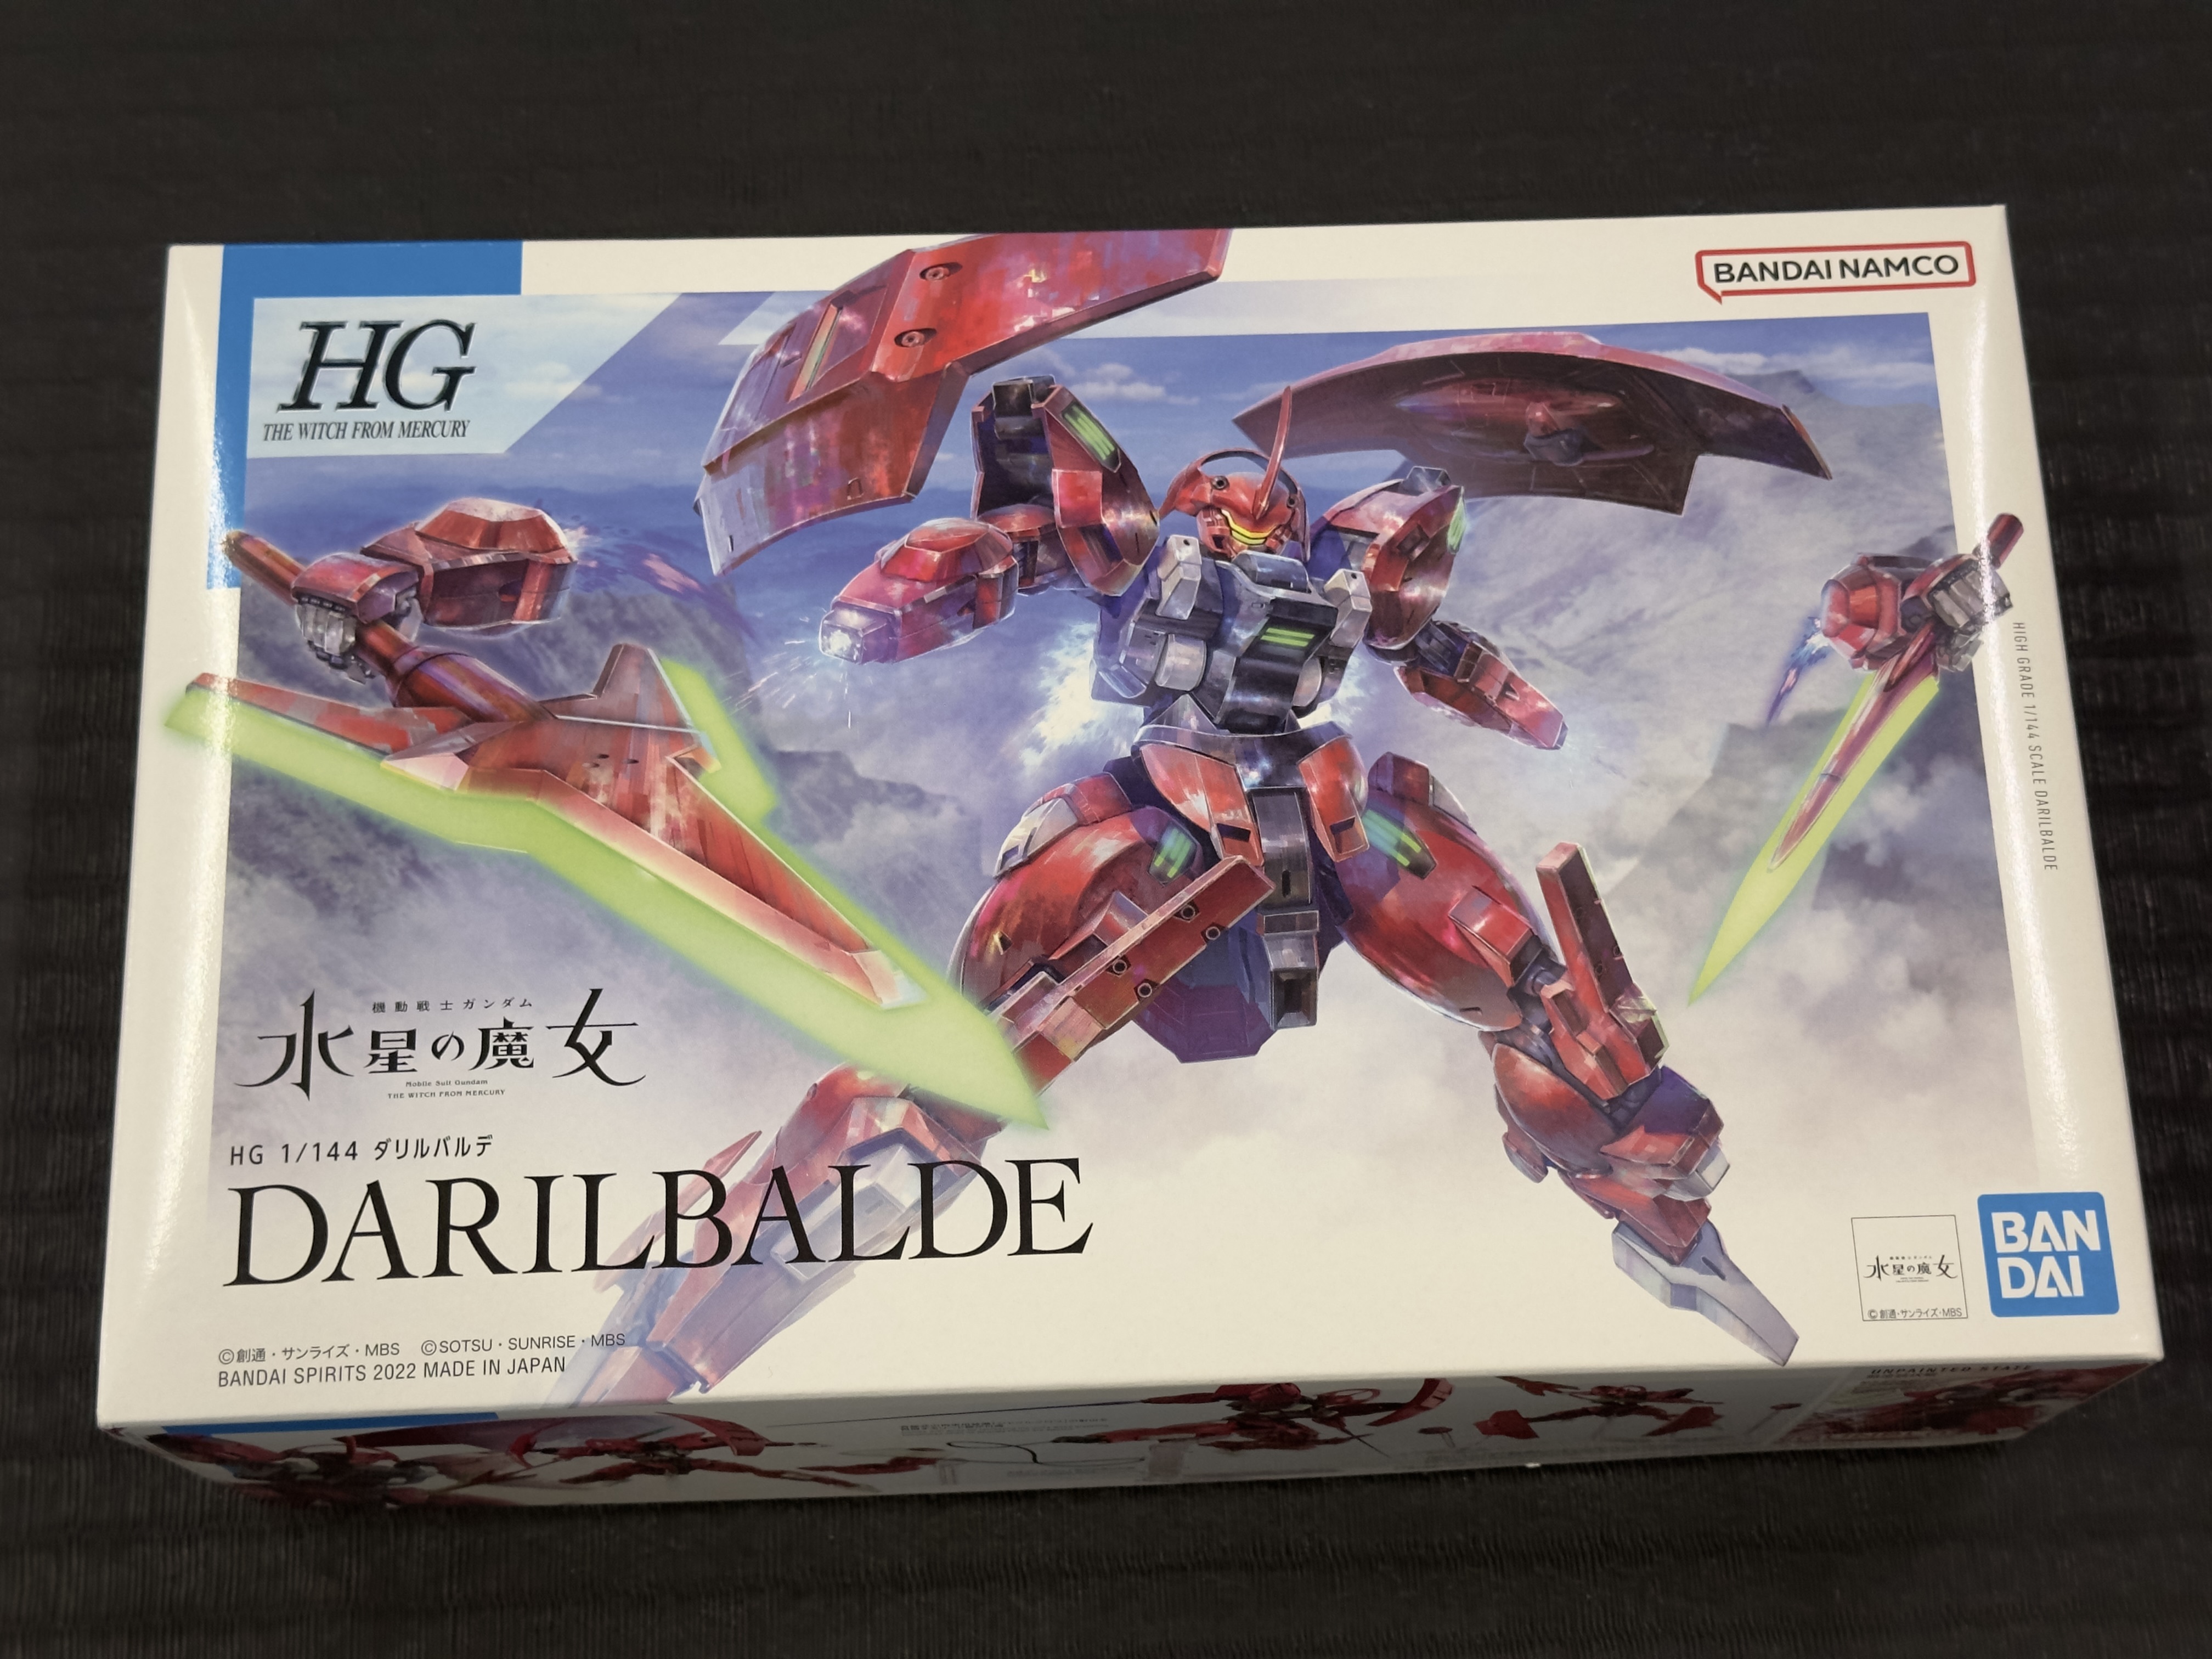 BANDAI NAMCO
HG
THE WITCH FROM MERCURY
HIGH GRADE 1/144 SCALE DARILBALDE
機動戦士ガンダム
水星の魔女
Mobile Suit Gundam
THE WITCH FROM MERCURY
HG 1/144 ダリルバルデ
DARILBALDE
©創通・サンライズ・MBS ©SOTSU・SUNRISE・MBS
BANDAI SPIRITS 2022 MADE IN JAPAN
水星の魔女
©創通・サンライズ・MBS
BAN
DAI
UNPAINTED STATE